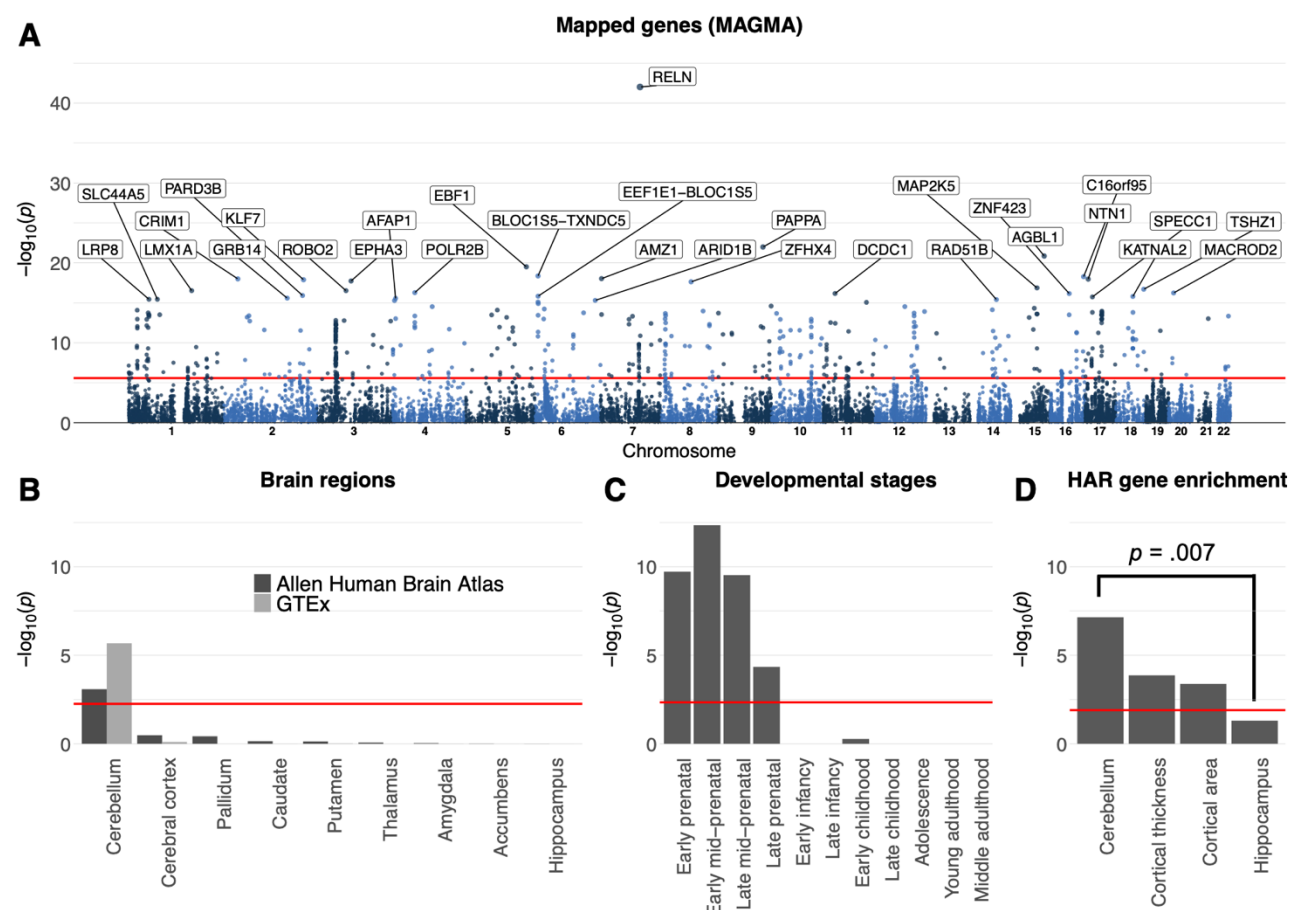 A
Mapped genes (MAGMA)
−log10(p)
40
30
20
10
0
RELN
SLC44A5
PARD3B
EBF1
EEF1E1−BLOC1S5
MAP2K5
C16orf95
CRIM1
KLF7
AFAP1
BLOC1S5−TXNDC5
PAPPA
ZNF423
NTN1
SPECC1
TSHZ1
AGBL1
LRP8
LMX1A
GRB14
ROBO2
EPHA3
POLR2B
AMZ1
ARID1B
ZFHX4
DCDC1
RAD51B
KATNAL2
MACROD2
1 2 3 4 5 6 7 8 9 10 11 12 13 14 15 16 17 18 19 20 21 22
Chromosome
B
Brain regions
−log10(p)
10
5
0
Allen Human Brain Atlas
GTEx
Cerebellum
Cerebral cortex
Pallidum
Caudate
Putamen
Thalamus
Amygdala
Accumbens
Hippocampus
C
Developmental stages
−log10(p)
10
5
0
Early prenatal
Early mid−prenatal
Late mid−prenatal
Late prenatal
Early infancy
Late infancy
Early childhood
Late childhood
Adolescence
Young adulthood
Middle adulthood
D
HAR gene enrichment
−log10(p)
10
5
0
p = .007
Cerebellum
Cortical thickness
Cortical area
Hippocampus